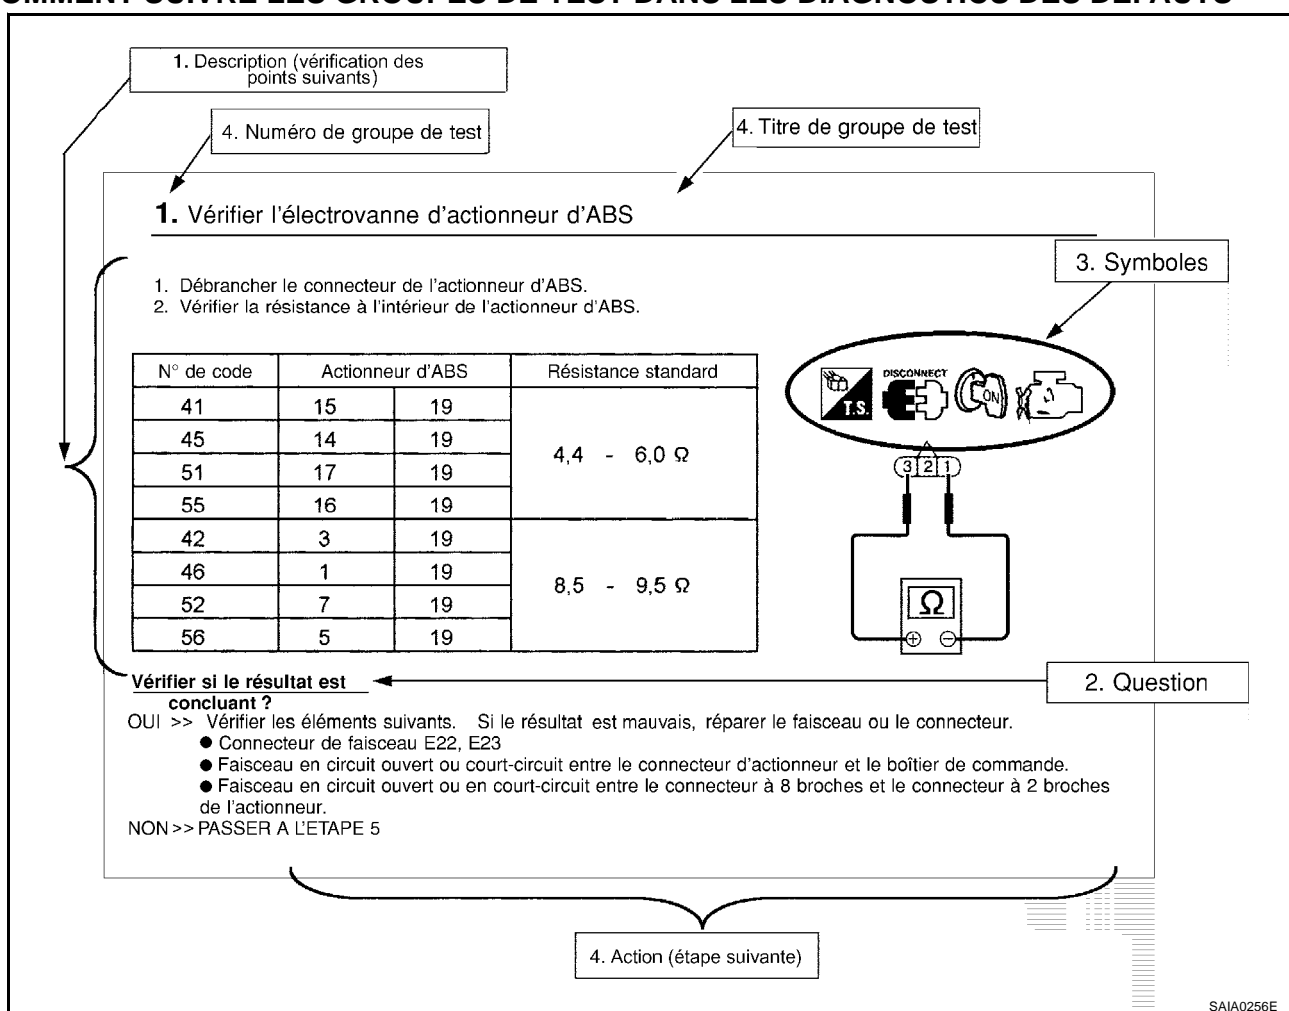 OMMENT SUIVRE LES GROUPES DE TEST DANS LES DIAGNOSTICS DES DEFAUTS
1. Description (vérification des
points suivants)
4. Numéro de groupe de test
4. Titre de groupe de test
1. Vérifier l'électrovanne d'actionneur d'ABS
3. Symboles
1. Débrancher le connecteur de l'actionneur d'ABS.
2. Vérifier la résistance à l'intérieur de l'actionneur d'ABS.
N° de code Actionneur d'ABS Résistance standard
41 15 19
45 14 19
4,4 - 6,0 Ω
51 17 19
55 16 19
42 3 19
46 1 19
8,5 - 9,5 Ω
52 7 19
56 5 19
DISCONNECT
T.S.
ON
3 2 1
Ω
⊕ ⊖
Vérifier si le résultat est
concluant ?
2. Question
OUI >> Vérifier les éléments suivants. Si le résultat est mauvais, réparer le faisceau ou le connecteur.
● Connecteur de faisceau E22, E23
● Faisceau en circuit ouvert ou court-circuit entre le connecteur d'actionneur et le boîtier de commande.
● Faisceau en circuit ouvert ou en court-circuit entre le connecteur à 8 broches et le connecteur à 2 broches
de l'actionneur.
NON >> PASSER A L'ETAPE 5
4. Action (étape suivante)
SAIA0256E